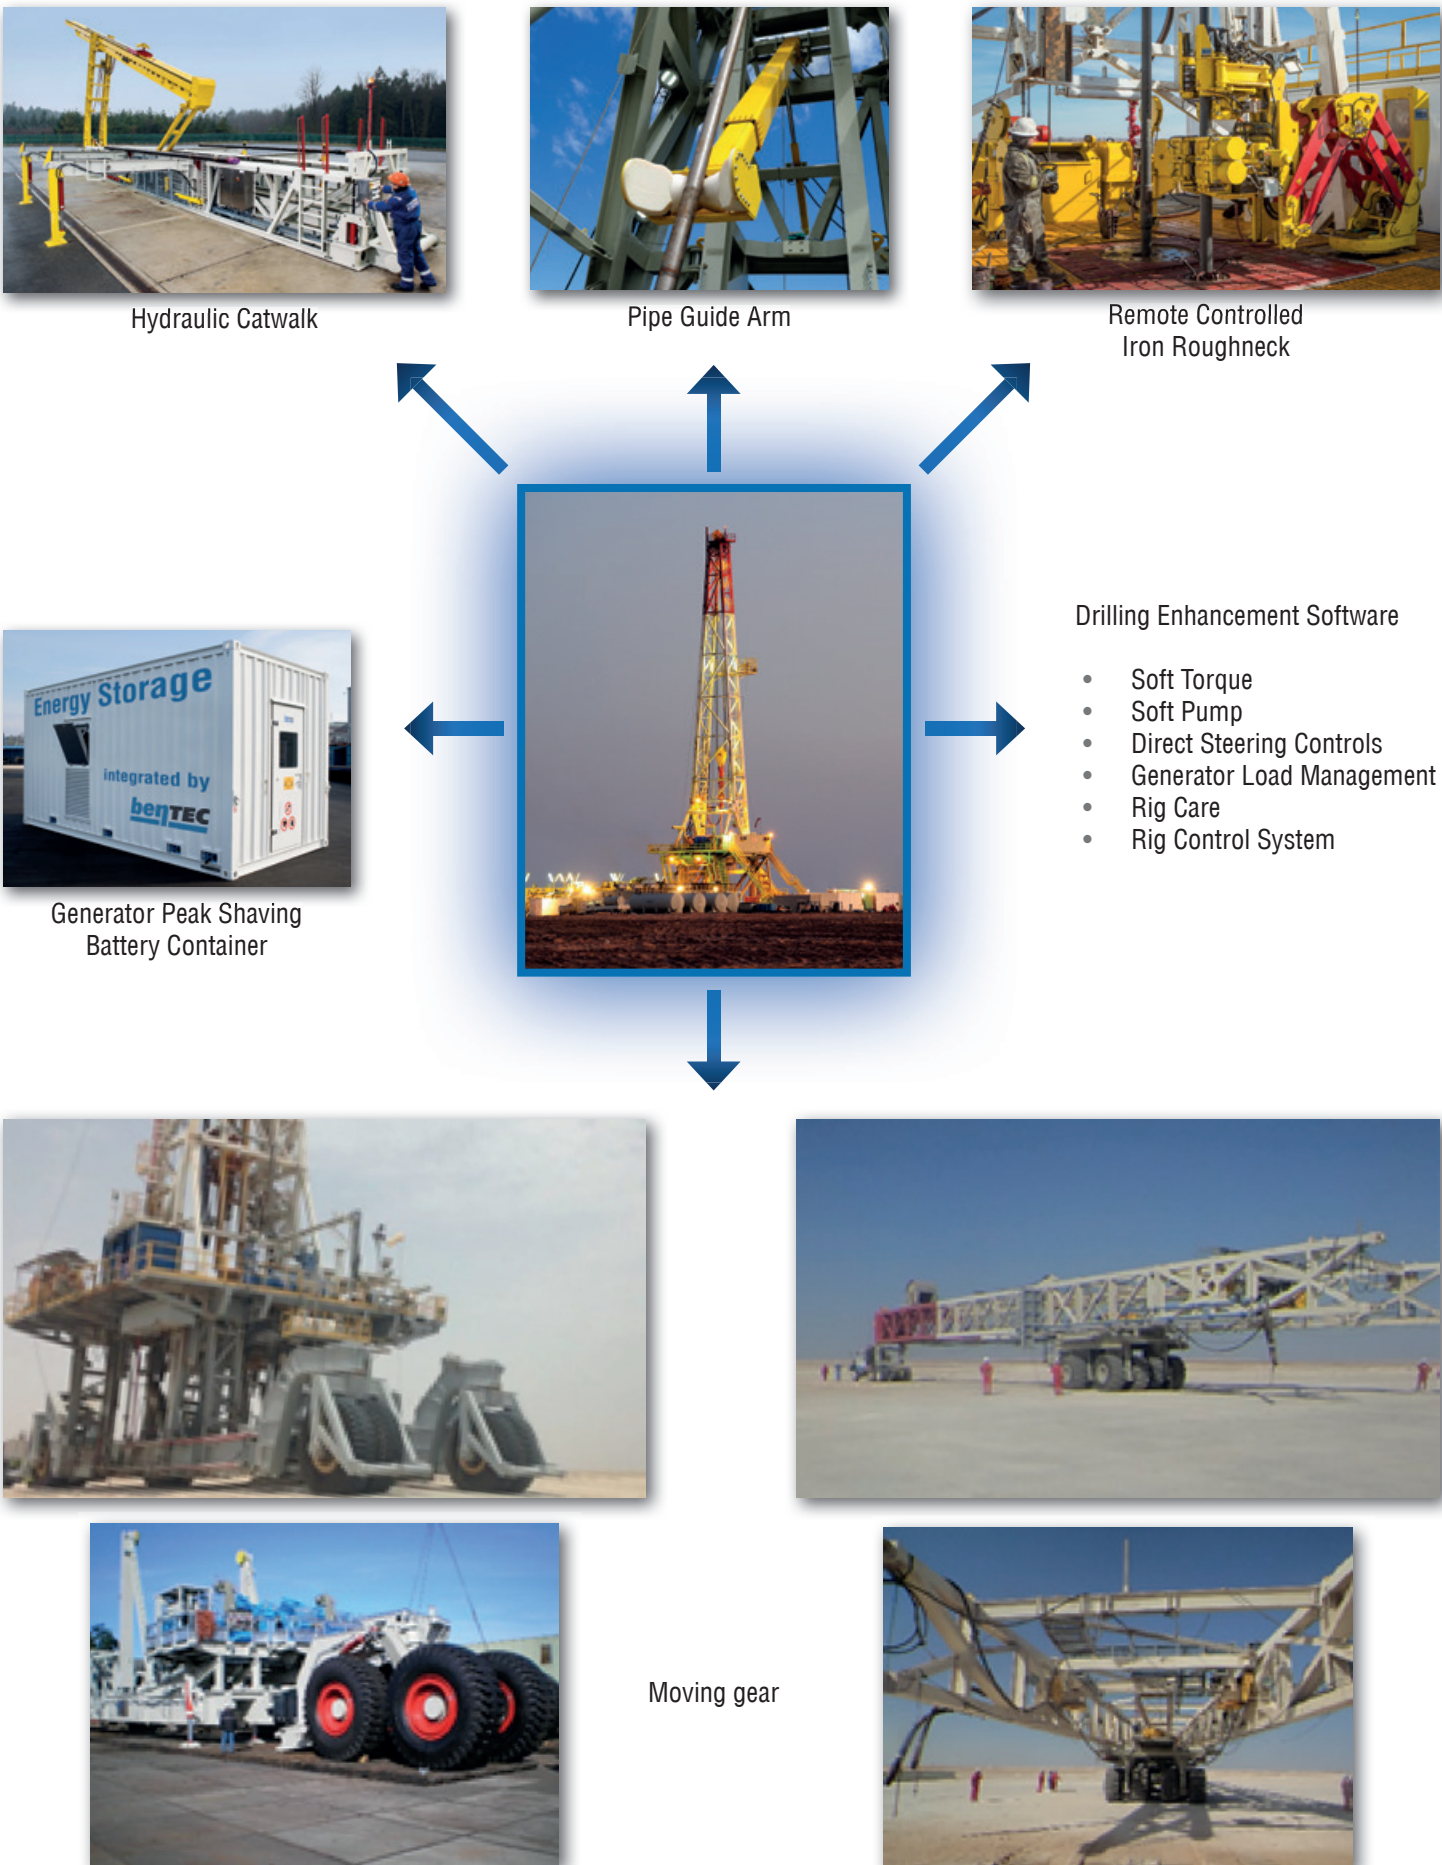 Hydraulic Catwalk
Pipe Guide Arm
Remote Controlled
Iron Roughneck
Energy Storage
integrated by
bentec
Generator Peak Shaving
Battery Container
Drilling Enhancement Software
• Soft Torque
• Soft Pump
• Direct Steering Controls
• Generator Load Management
• Rig Care
• Rig Control System
Moving gear